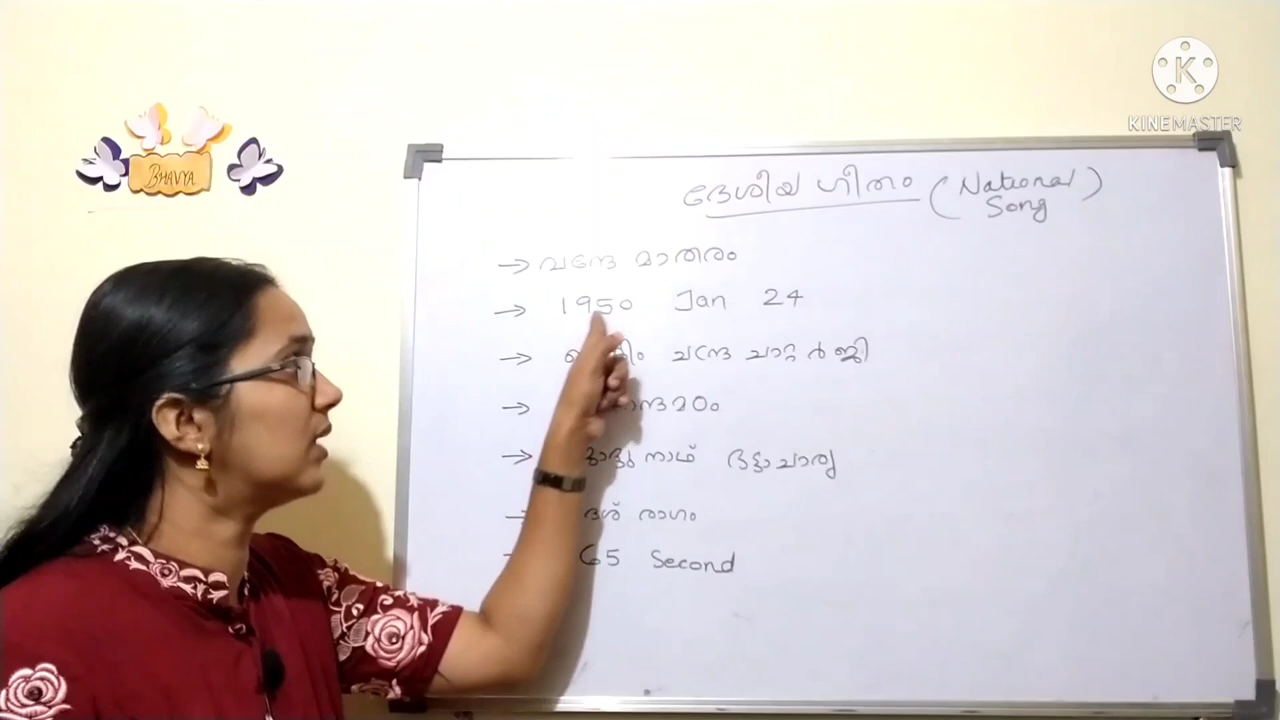 KINEMASTER
BHAVYA
ദേശീയ ഗീതം (National Song)
→ വന്ദേ മാതരം
→ 1950 Jan 24
→ ചന്ദ്രേ ചാറ്റർജി
→
→ നാഥ് ഭട്ടാചാര്യ
→ രാഗം
65 Second